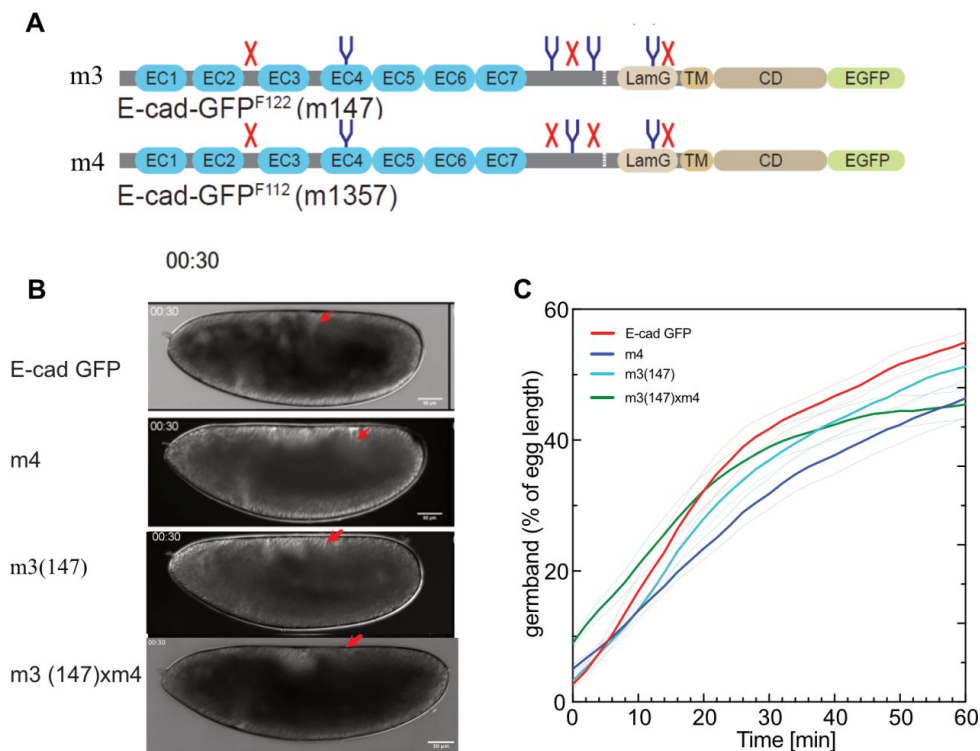 A
m3
EC1 EC2 EC3 EC4 EC5 EC6 EC7 LamG TM CD EGFP
E-cad-GFPF122 (m147)
m4
EC1 EC2 EC3 EC4 EC5 EC6 EC7 LamG TM CD EGFP
E-cad-GFPF112 (m1357)
00:30
B
E-cad GFP
00:30
m4
00:30
m3(147)
00:30
m3 (147)xm4
00:30
50 µm
C
60
40
20
0
germband (% of egg length)
E-cad GFP
m4
m3(147)
m3(147)xm4
0 10 20 30 40 50 60
Time [min]